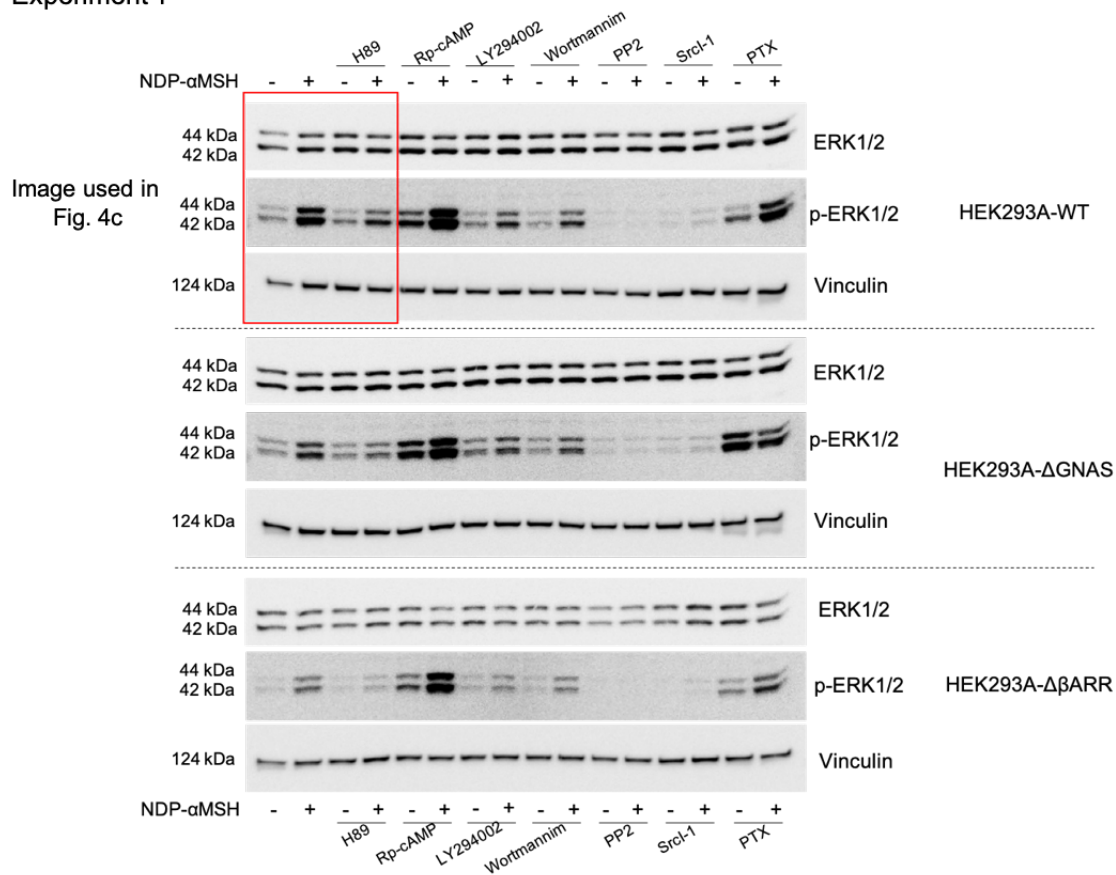 H89 Rp-cAMP LY294002 Wortmannim PP2 SrcI-1 PTX
NDP-αMSH - + - + - + - + - + - + - + - +
44 kDa
42 kDa
ERK1/2
Image used in
Fig. 4c
44 kDa
42 kDa
p-ERK1/2
HEK293A-WT
124 kDa
Vinculin
44 kDa
42 kDa
ERK1/2
44 kDa
42 kDa
p-ERK1/2
HEK293A-ΔGNAS
124 kDa
Vinculin
44 kDa
42 kDa
ERK1/2
44 kDa
42 kDa
p-ERK1/2
HEK293A-ΔβARR
124 kDa
Vinculin
NDP-αMSH - + - + - + - + - + - + - + - +
H89 Rp-cAMP LY294002 Wortmannim PP2 SrcI-1 PTX